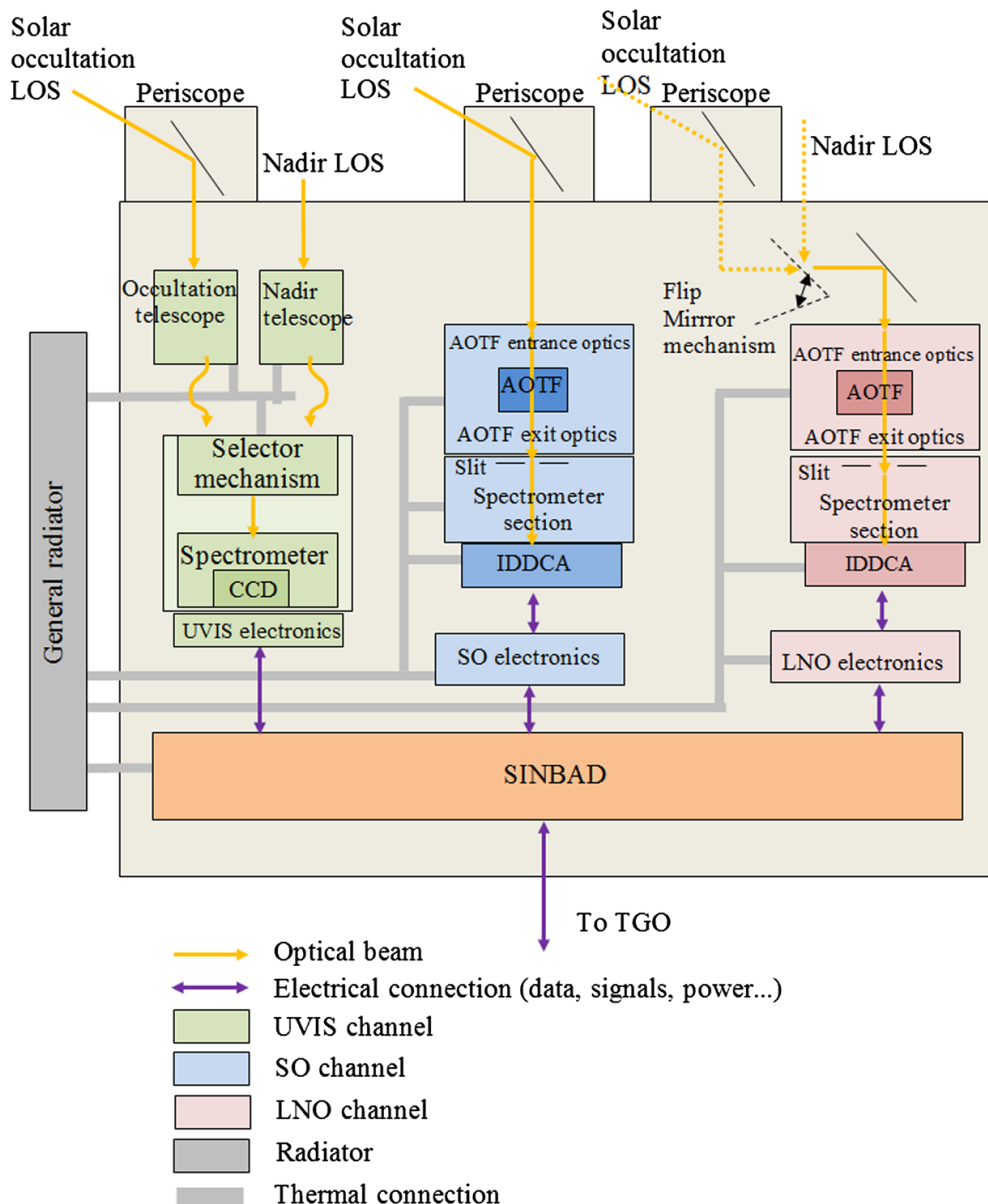 Solar
occultation
LOS
Periscope
Solar
occultation
LOS
Periscope
Solar
occultation
LOS
Periscope
Nadir LOS
Nadir LOS
Occultation
telescope
Nadir
telescope
Flip
Mirrror
mechanism
AOTF entrance optics
AOTF
AOTF exit optics
AOTF entrance optics
AOTF
AOTF exit optics
Selector
mechanism
Slit
Spectrometer
section
Slit
Spectrometer
section
General radiator
Spectrometer
CCD
IDDCA
IDDCA
UVIS electronics
SO electronics
LNO electronics
SINBAD
To TGO
Optical beam
Electrical connection (data, signals, power...)
UVIS channel
SO channel
LNO channel
Radiator
Thermal connection